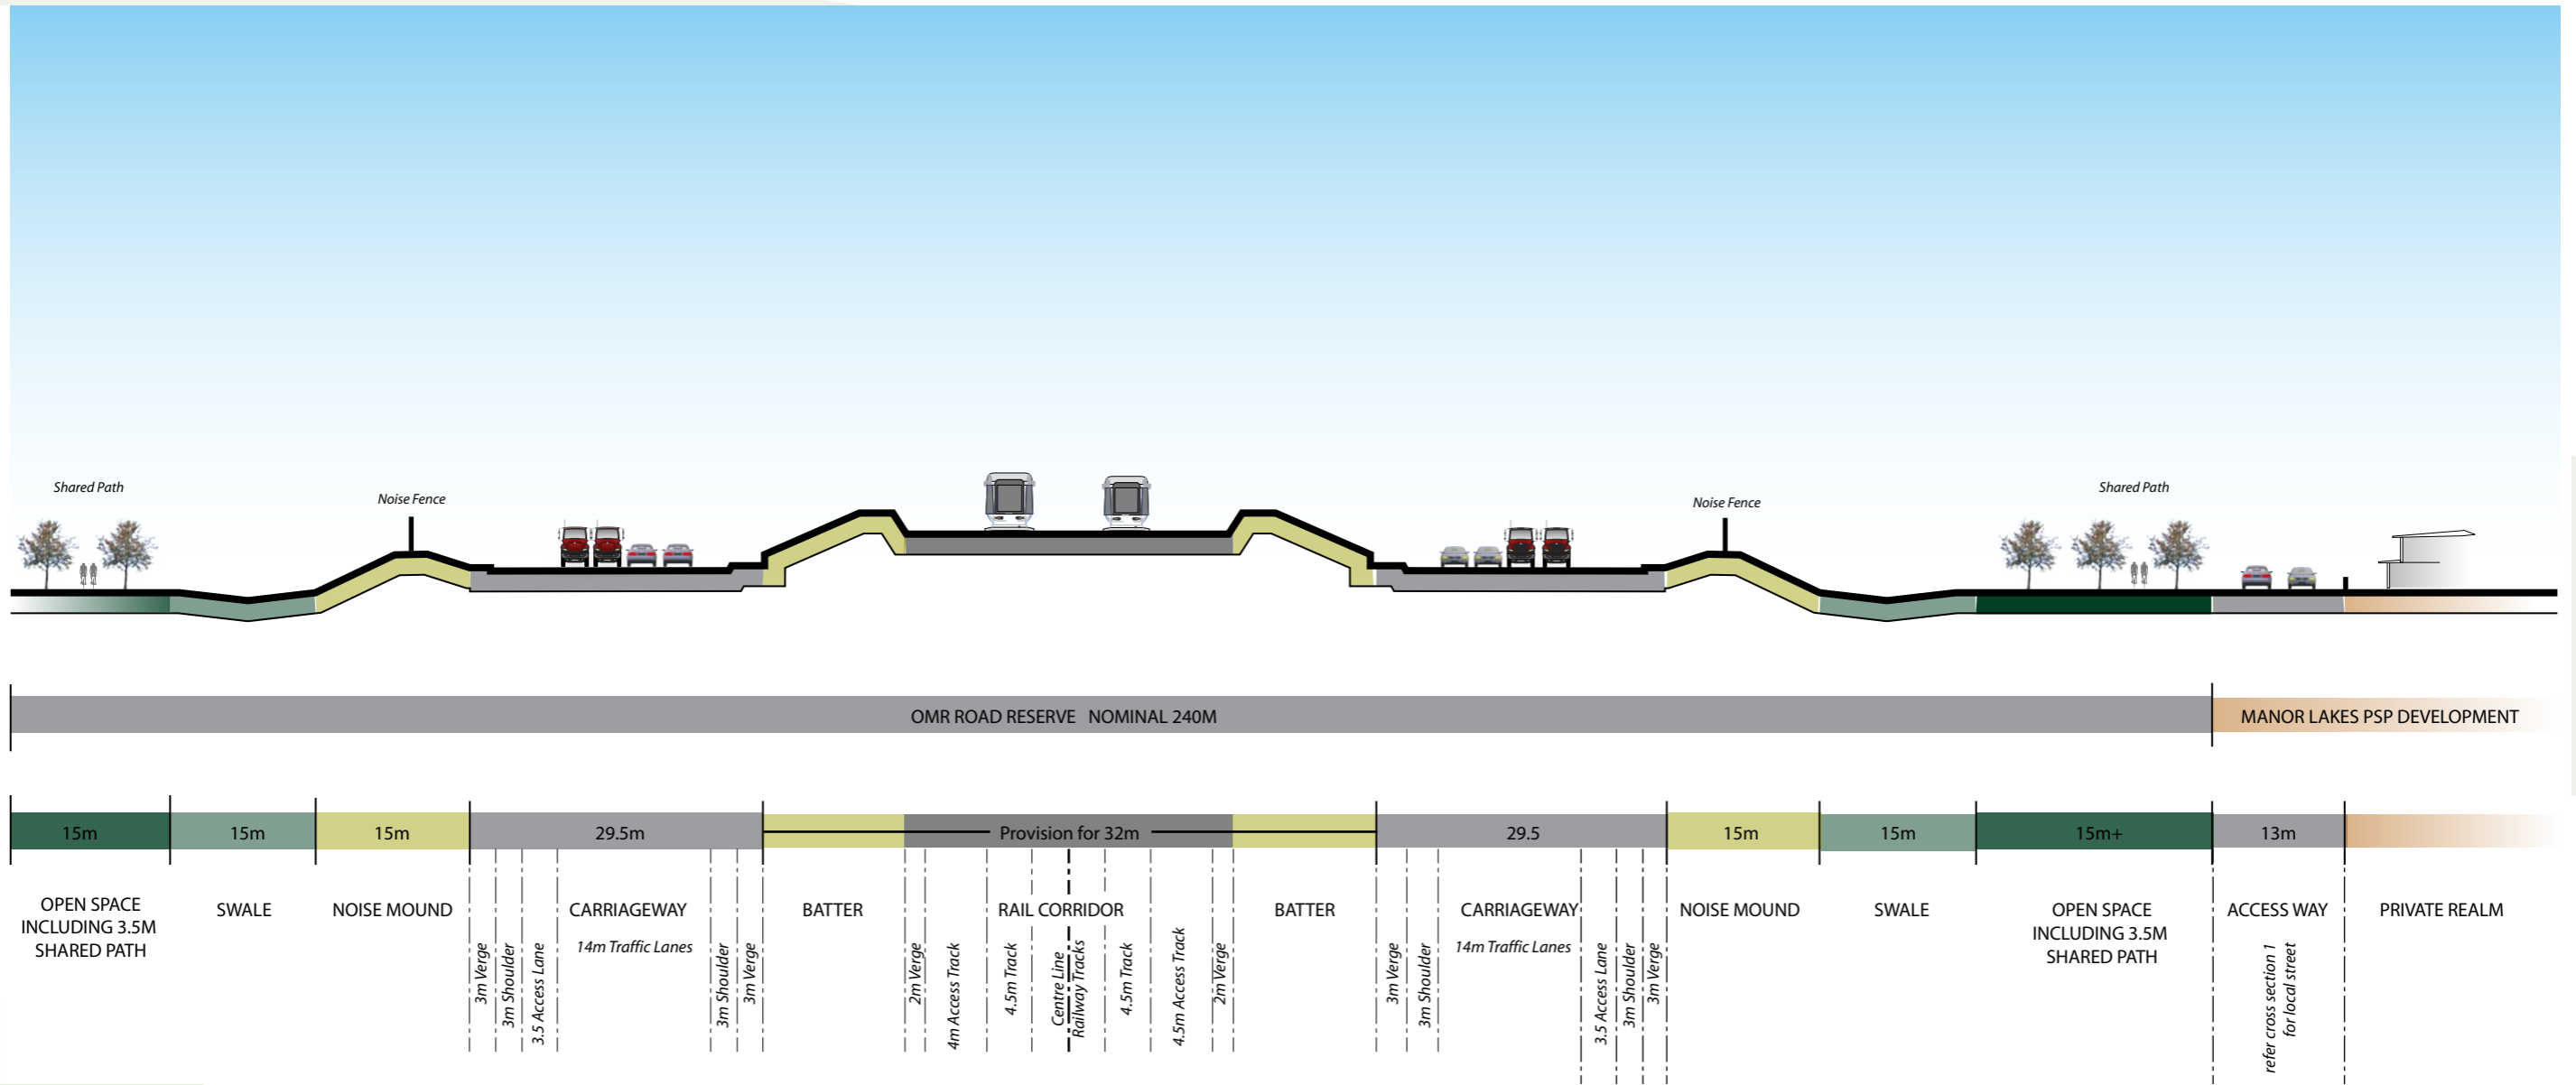 Shared Path
Noise Fence
Noise Fence
Shared Path
OMR ROAD RESERVE NOMINAL 240M
MANOR LAKES PSP DEVELOPMENT
15m
15m
15m
29.5m
Provision for 32m
29.5
15m
15m
15m+
13m
OPEN SPACE
INCLUDING 3.5M
SHARED PATH
SWALE
NOISE MOUND
CARRIAGEWAY
14m Traffic Lanes
3m Verge
3m Shoulder
3.5 Access Lane
3m Shoulder
3m Verge
BATTER
RAIL CORRIDOR
2m Verge
4m Access Track
4.5m Track
Centre Line
Railway Tracks
4.5m Track
4.5m Access Track
2m Verge
BATTER
CARRIAGEWAY
14m Traffic Lanes
3m Verge
3m Shoulder
3.5 Access Lane
3m Shoulder
3m Verge
NOISE MOUND
SWALE
OPEN SPACE
INCLUDING 3.5M
SHARED PATH
ACCESS WAY
refer cross section 1
for local street
PRIVATE REALM